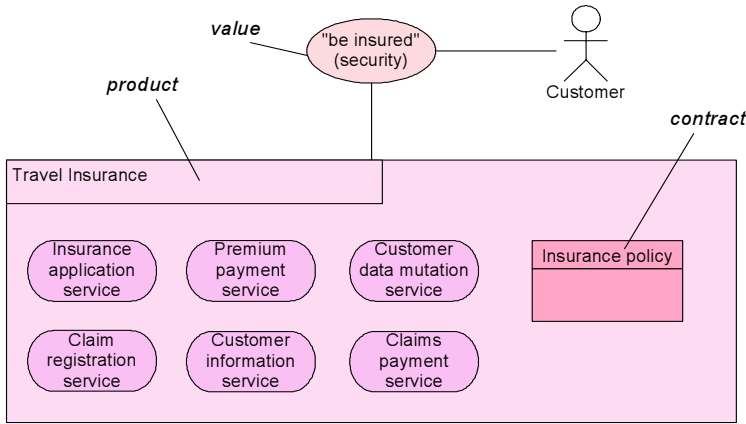 value
"be insured"
(security)
Customer
product
contract
Travel Insurance
Insurance
application
service
Premium
payment
service
Customer
data mutation
service
Insurance policy
Claim
registration
service
Customer
information
service
Claims
payment
service